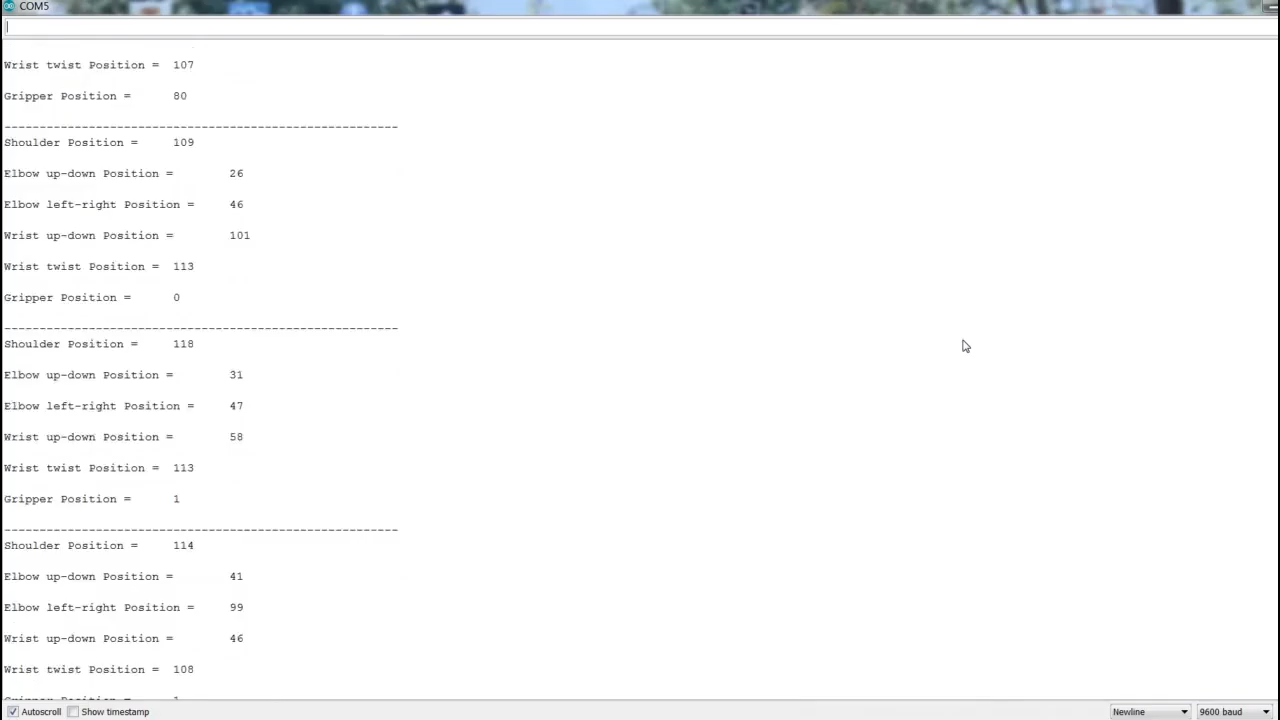 COM5
Wrist twist Position = 107
Gripper Position = 80
--------------------------------------------------------
Shoulder Position = 109
Elbow up-down Position = 26
Elbow left-right Position = 46
Wrist up-down Position = 101
Wrist twist Position = 113
Gripper Position = 0
--------------------------------------------------------
Shoulder Position = 118
Elbow up-down Position = 31
Elbow left-right Position = 47
Wrist up-down Position = 58
Wrist twist Position = 113
Gripper Position = 1
--------------------------------------------------------
Shoulder Position = 114
Elbow up-down Position = 41
Elbow left-right Position = 99
Wrist up-down Position = 46
Wrist twist Position = 108
Autoscroll Show timestamp Newline 9600 baud